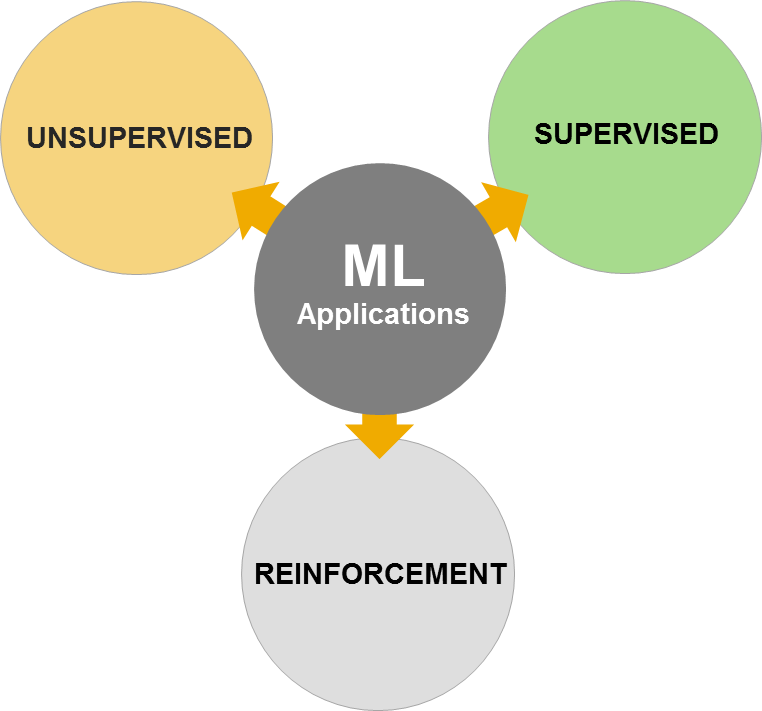 UNSUPERVISED
SUPERVISED
ML
Applications
REINFORCEMENT